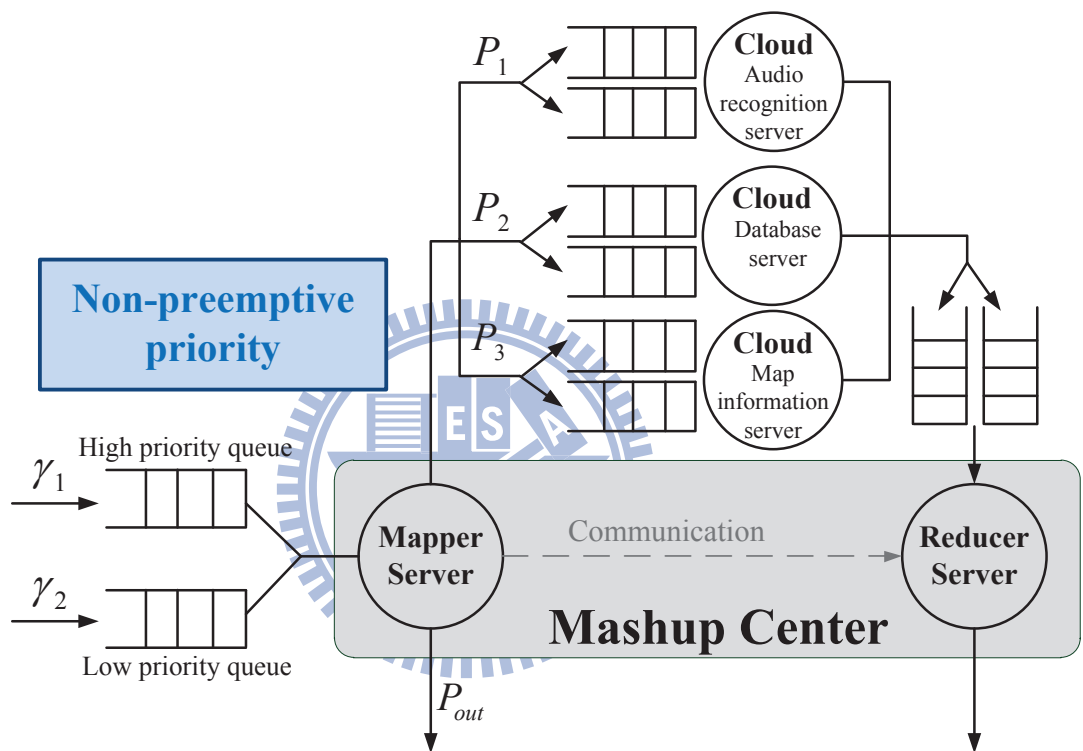 P₁
Cloud
Audio
recognition
server
P₂
Cloud
Database
server
Non-preemptive
priority
P₃
Cloud
Map
information
server
E S A
High priority queue
γ₁
Mapper
Server
Communication
Reducer
Server
γ₂
Mashup Center
Low priority queue
P_out